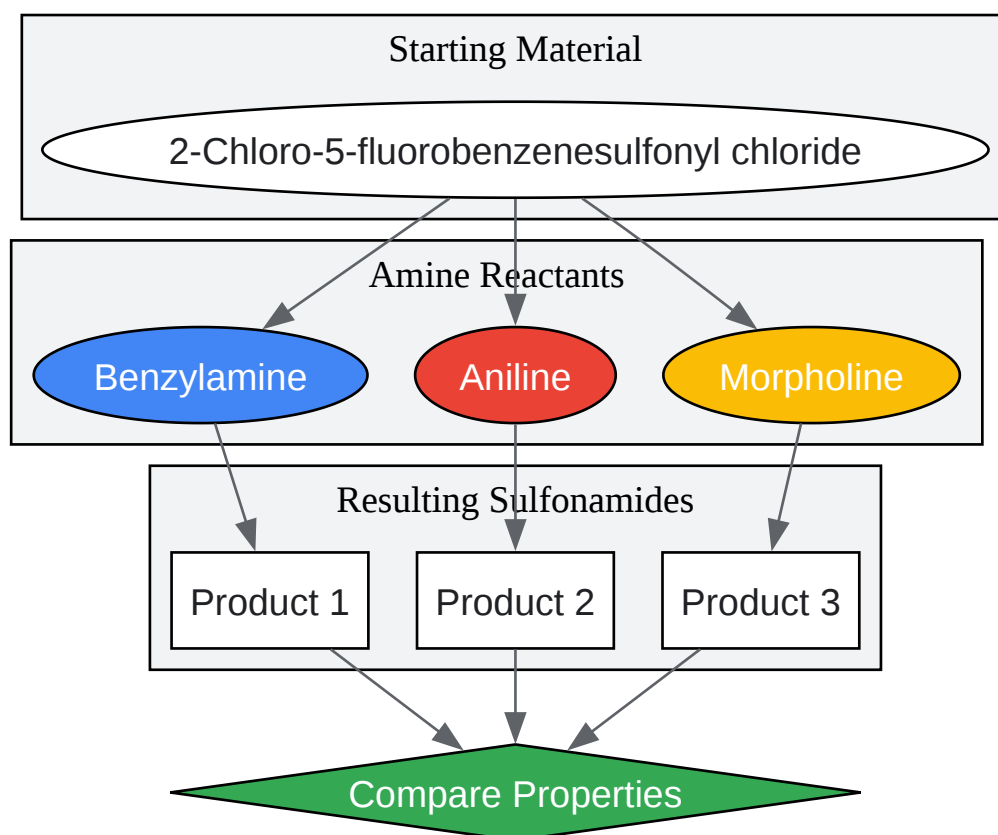 Starting Material
2-Chloro-5-fluorobenzenesulfonyl chloride
Amine Reactants
Benzylamine
Aniline
Morpholine
Resulting Sulfonamides
Product 1
Product 2
Product 3
Compare Properties